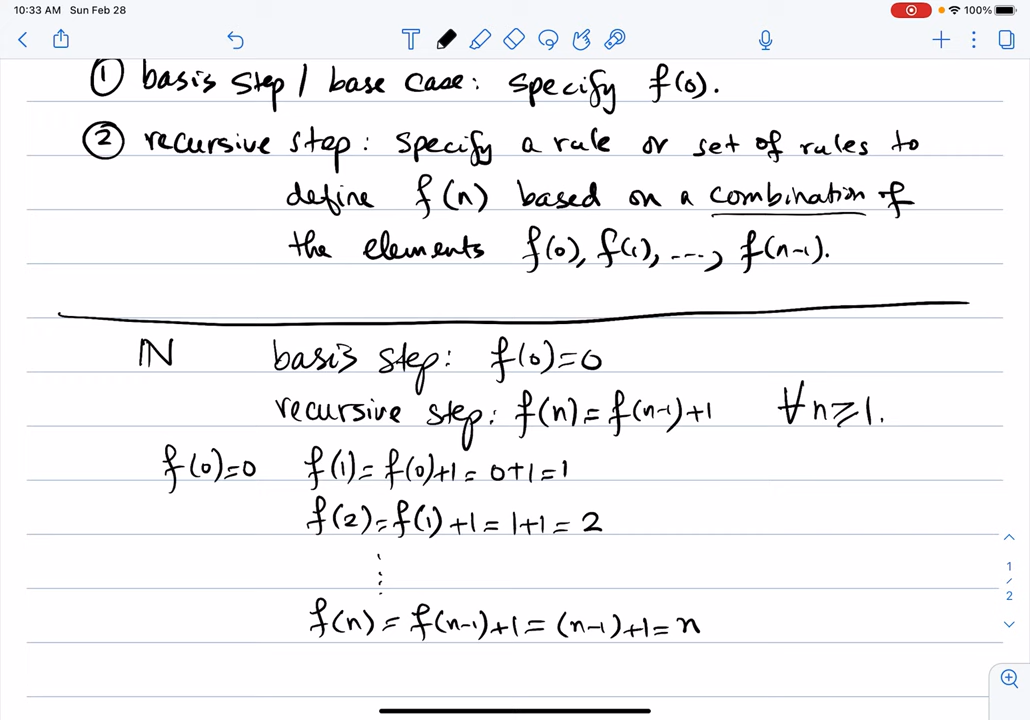 10:33 AM Sun Feb 28
100%
① basis step / base case: specify f(0).
② recursive step: specify a rule or set of rules to
define f(n) based on a combination of
the elements f(0), f(1), ..., f(n-1).
ℕ basis step: f(0)=0
recursive step: f(n)=f(n-1)+1 ∀n≥1.
f(0)=0 f(1)=f(0)+1=0+1=1
f(2)=f(1)+1=1+1=2
⋮
f(n)=f(n-1)+1=(n-1)+1=n
1
/
2